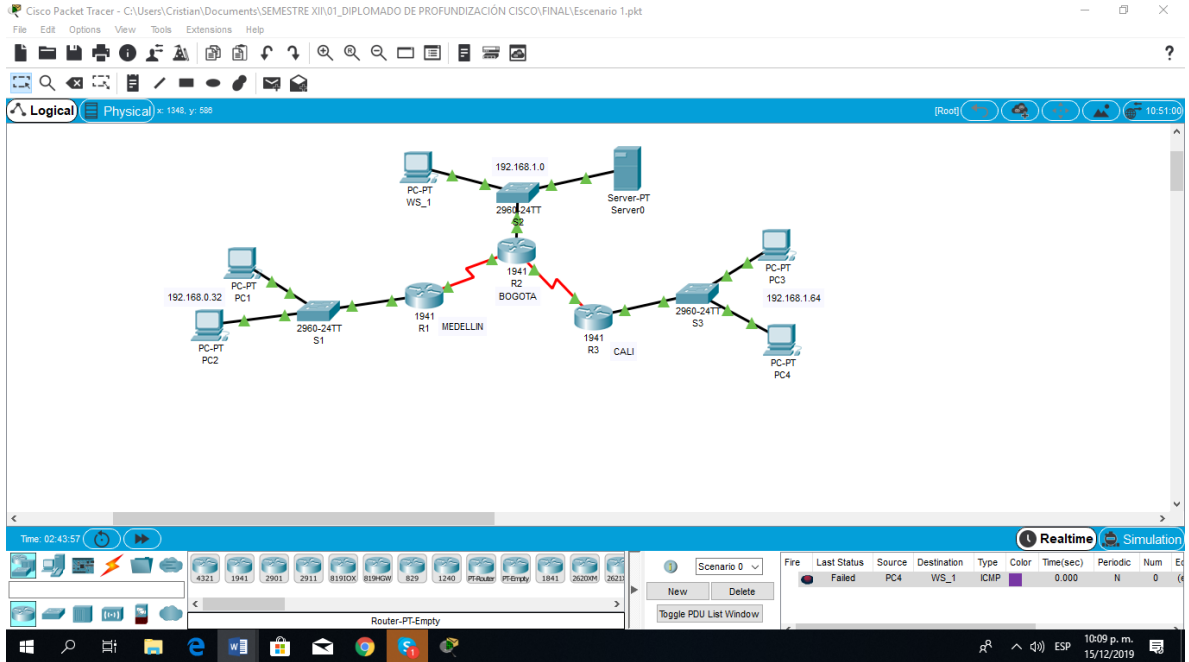 Cisco Packet Tracer - C:\Users\Cristian\Documents\SEMESTRE XII\01_DIPLOMADO DE PROFUNDIZACIÓN CISCO\FINAL\Escenario 1.pkt
File Edit Options View Tools Extensions Help
?
Logical Physical x: 1348, y: 586 [Root] 10:51:00
192.168.1.0
PC-PT
WS_1
2960-24TT
S2
Server-PT
Server0
1941
R2
BOGOTA
PC-PT
PC1
192.168.0.32
PC-PT
PC2
2960-24TT
S1
1941
R1
MEDELLIN
1941
R3
CALI
2960-24TT
S3
PC-PT
PC3
192.168.1.64
PC-PT
PC4
Time: 02:43:57 Realtime Simulation
4321 1941 2901 2911 819IOX 819HGW 829 1240 PT-Router PT-Empty 1841 2620XM 2621
Router-PT-Empty
Scenario 0
New Delete
Toggle PDU List Window
Fire Last Status Source Destination Type Color Time(sec) Periodic Num Ed
Failed PC4 WS_1 ICMP 0.000 N 0 (e
ESP
10:09 p. m.
15/12/2019